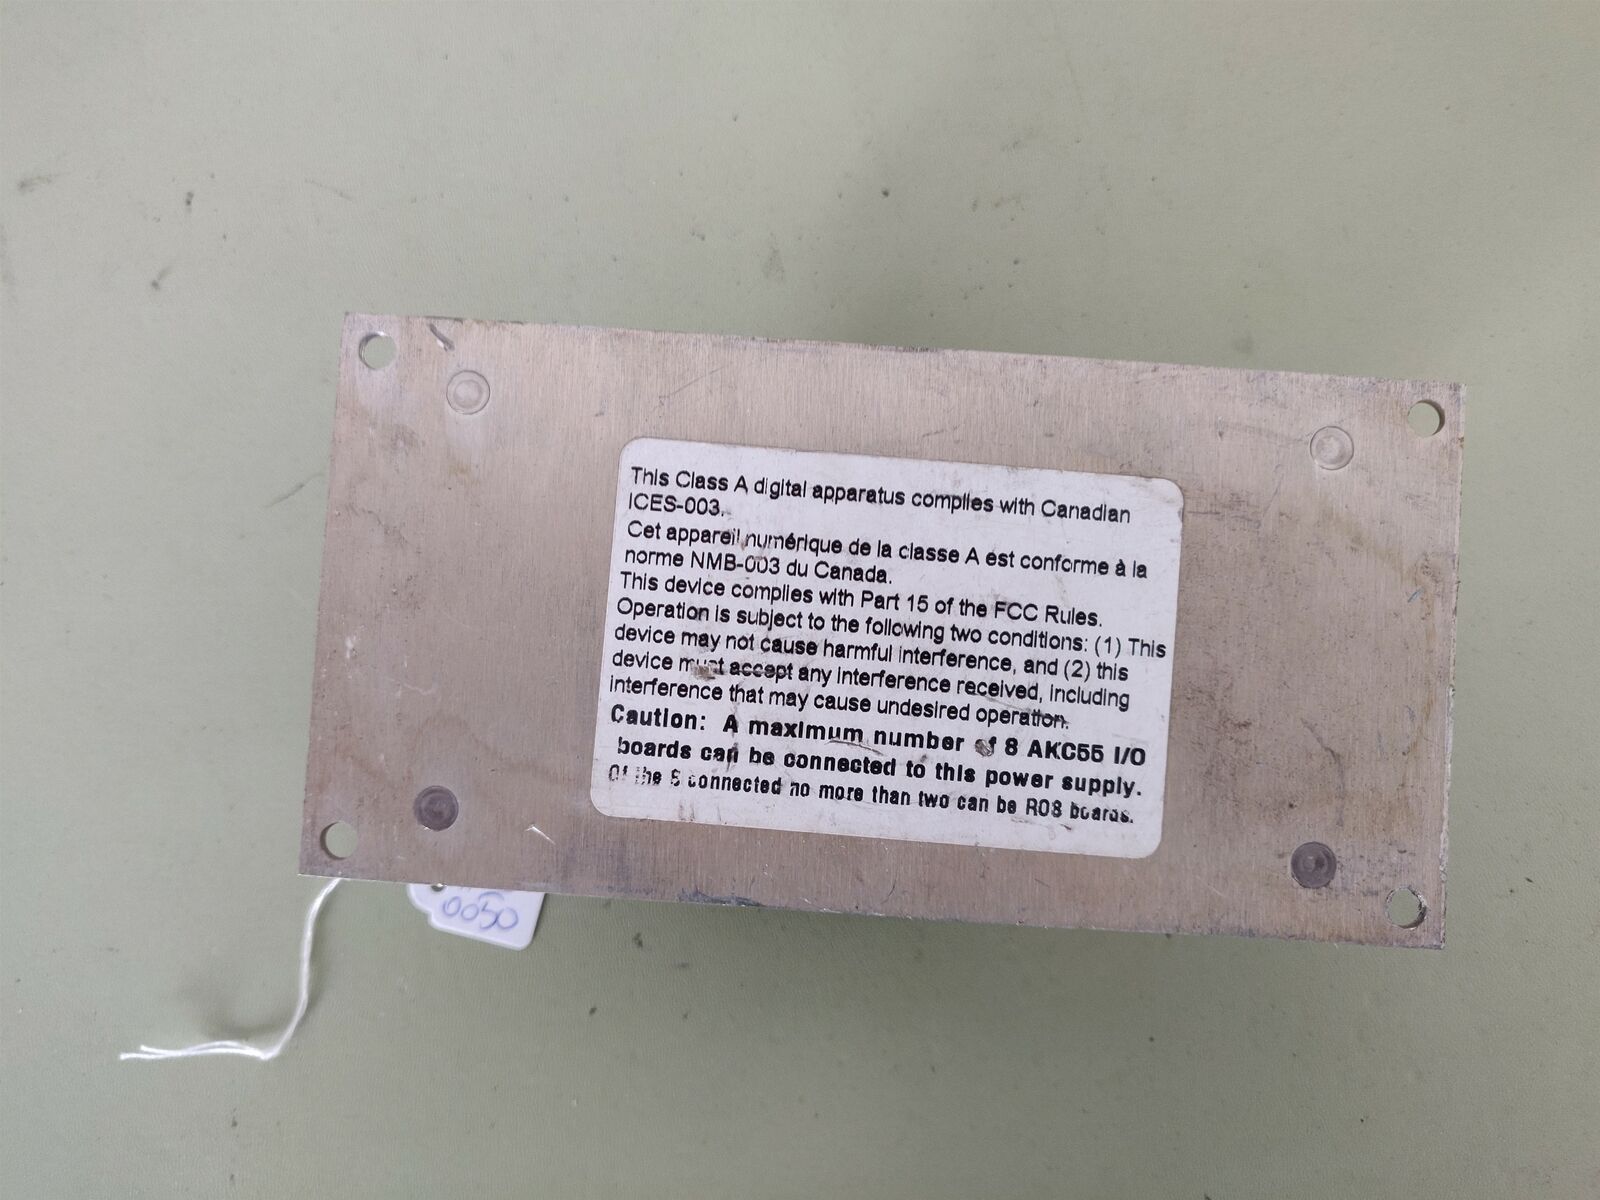 This Class A digital apparatus complies with Canadian
ICES-003.
Cet appareil numérique de la classe A est conforme à la
norme NMB-003 du Canada.
This device complies with Part 15 of the FCC Rules.
Operation is subject to the following two conditions: (1) This
device may not cause harmful interference, and (2) this
device must accept any interference received, including
interference that may cause undesired operation.
Caution: A maximum number of 8 AKC55 I/O
boards can be connected to this power supply.
Of the 8 connected no more than two can be RO8 boards.
0050